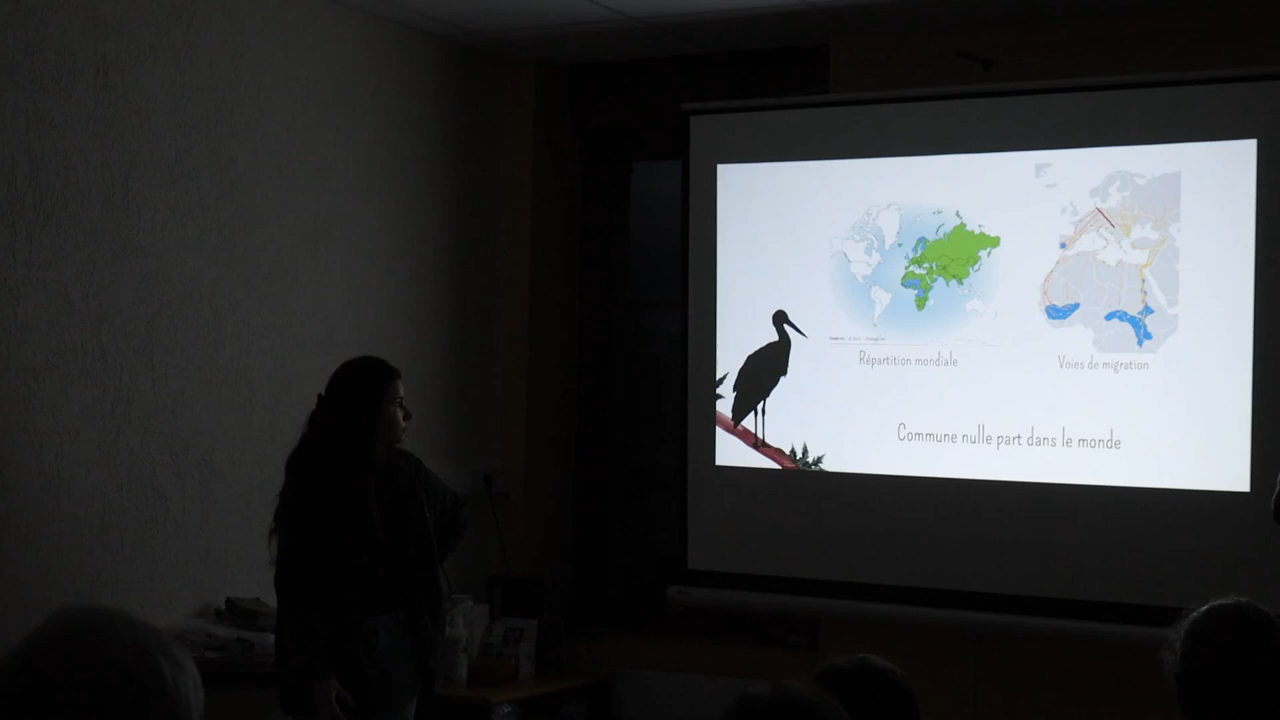 Répartition mondiale
Voies de migration
Commune nulle part dans le monde